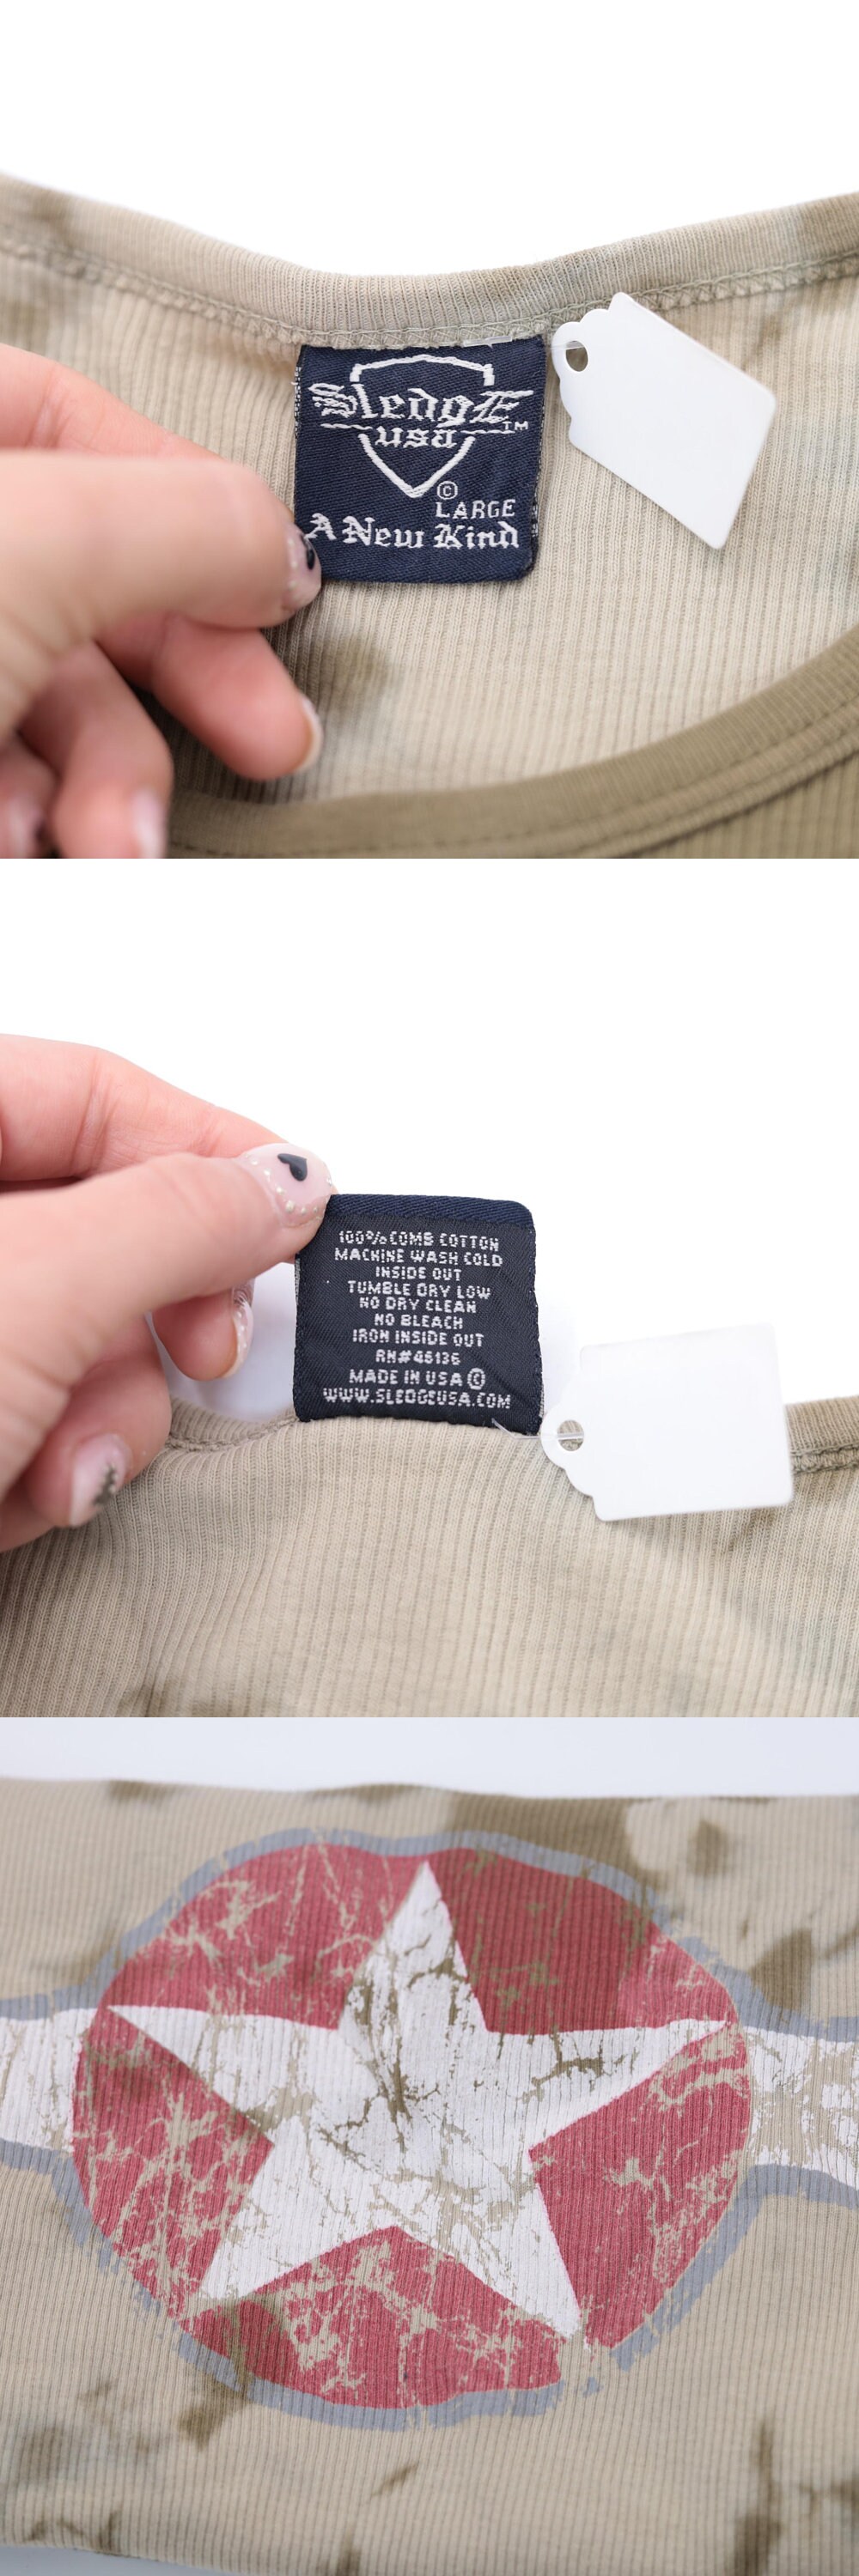 SledgE TM
usa
©
LARGE
A New Kind
100% COMB COTTON
MACHINE WASH COLD
INSIDE OUT
TUMBLE DRY LOW
NO DRY CLEAN
NO BLEACH
IRON INSIDE OUT
RN#46136
MADE IN USA ©
WWW.SLEDGEUSA.COM